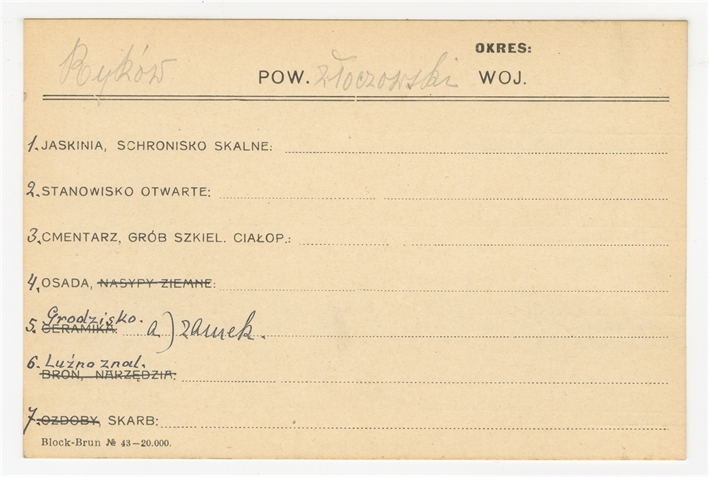 OKRES:
Ryków POW. Złoczowski WOJ.
1. JASKINIA, SCHRONISKO SKALNE:
2. STANOWISKO OTWARTE:
3. CMENTARZ, GRÓB SZKIEL. CIAŁOP.:
4. OSADA, NASYPY ZIEMNE:
Grodzisko.
5. CERAMIKA: a) zamek.
6. Luźno znal.
BROŃ, NARZĘDZIA:
7. OZDOBY, SKARB:
Block-Brun № 43—20.000.